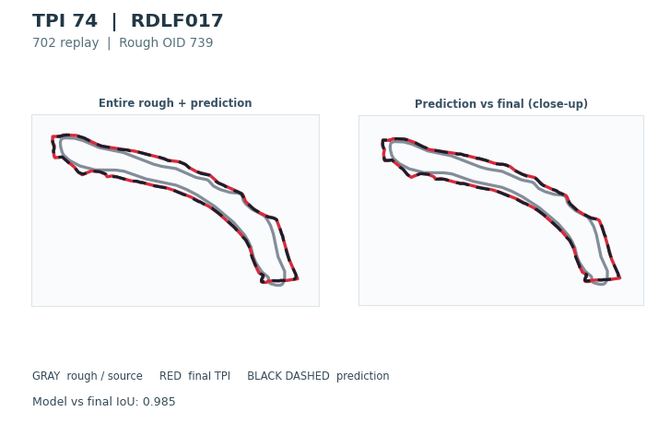 TPI 74 | RDLF017
702 replay | Rough OID 739
Entire rough + prediction
Prediction vs final (close-up)
GRAY rough / source RED final TPI BLACK DASHED prediction
Model vs final IoU: 0.985